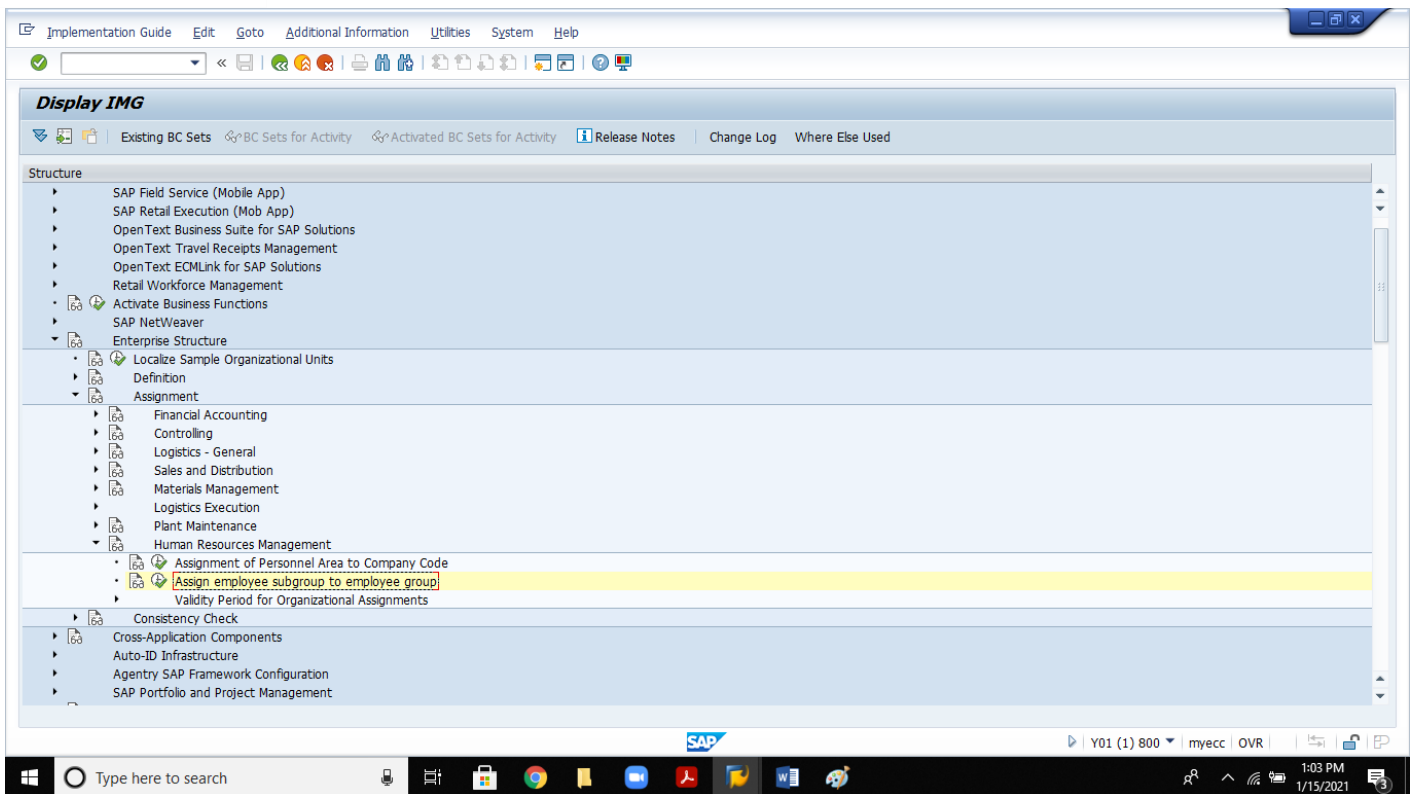 Implementation Guide Edit Goto Additional Information Utilities System Help
Display IMG
Existing BC Sets BC Sets for Activity Activated BC Sets for Activity Release Notes Change Log Where Else Used
Structure
SAP Field Service (Mobile App)
SAP Retail Execution (Mob App)
OpenText Business Suite for SAP Solutions
OpenText Travel Receipts Management
OpenText ECMLink for SAP Solutions
Retail Workforce Management
Activate Business Functions
SAP NetWeaver
Enterprise Structure
Localize Sample Organizational Units
Definition
Assignment
Financial Accounting
Controlling
Logistics - General
Sales and Distribution
Materials Management
Logistics Execution
Plant Maintenance
Human Resources Management
Assignment of Personnel Area to Company Code
Assign employee subgroup to employee group
Validity Period for Organizational Assignments
Consistency Check
Cross-Application Components
Auto-ID Infrastructure
Agentry SAP Framework Configuration
SAP Portfolio and Project Management
SAP Y01 (1) 800 myecc OVR
Type here to search
1:03 PM
1/15/2021
3